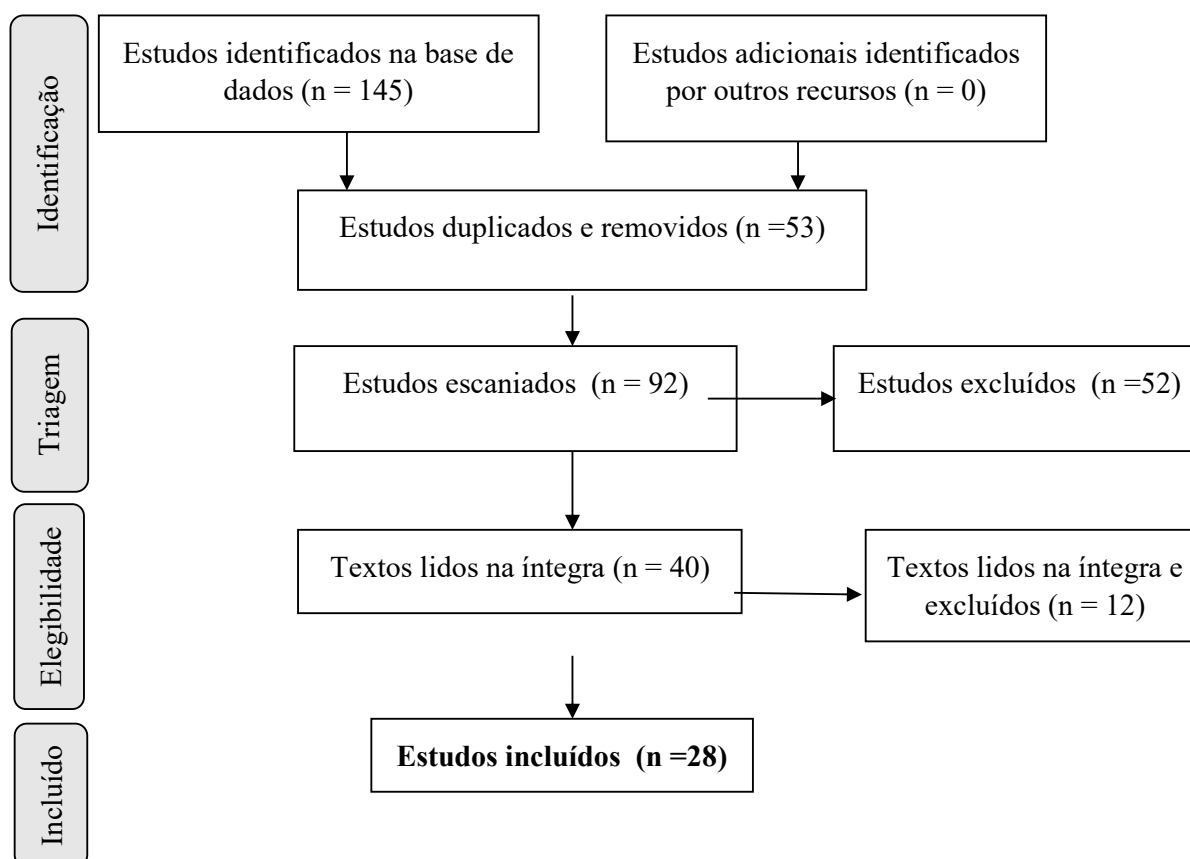 Identificação
Estudos identificados na base de
dados (n = 145)
Estudos adicionais identificados
por outros recursos (n = 0)
Estudos duplicados e removidos (n =53)
Triagem
Estudos escaniados (n = 92)
Estudos excluídos (n =52)
Elegibilidade
Textos lidos na íntegra (n = 40)
Textos lidos na íntegra e
excluídos (n = 12)
Incluído
Estudos incluídos (n =28)